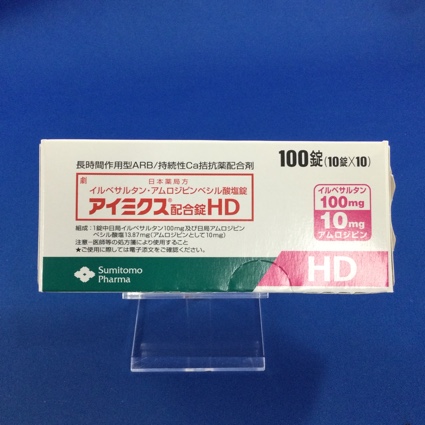 長時間作用型ARB/持続性Ca拮抗薬配合剤
100錠(10錠×10)
劇 日本薬局方
イルベサルタン・アムロジピンベシル酸塩錠
アイミクス®配合錠HD
組成:1錠中日局イルベサルタン100mg及び日局アムロジピン
ベシル酸塩13.87mg(アムロジピンとして10mg)
注意-医師等の処方箋により使用すること
★ご使用に際しては電子添文をご確認ください。
イルベサルタン
100mg
10mg
アムロジピン
HD
Sumitomo
Pharma